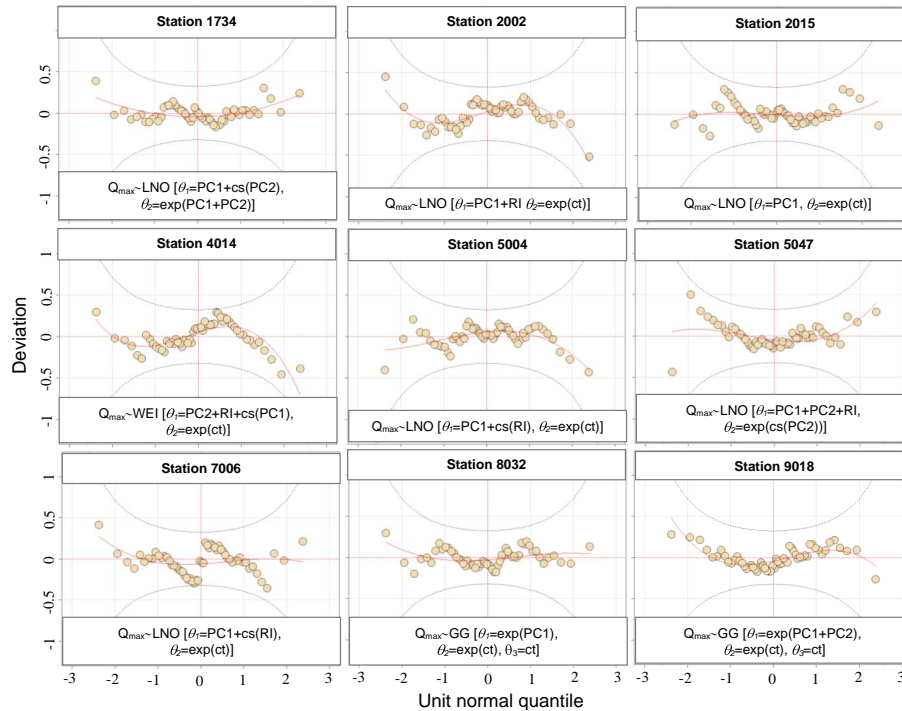 Station 1734
Station 2002
Station 2015
0.5
0
-0.5
-1
Qmax~LNO [θ1=PC1+cs(PC2),
θ2=exp(PC1+PC2)]
Qmax~LNO [θ1=PC1+RI θ2=exp(ct)]
Qmax~LNO [θ1=PC1, θ2=exp(ct)]
Station 4014
Station 5004
Station 5047
1
0.5
0
-0.5
-1
Deviation
Qmax~WEI [θ1=PC2+RI+cs(PC1),
θ2=exp(ct)]
Qmax~LNO [θ1=PC1+cs(RI), θ2=exp(ct)]
Qmax~LNO [θ1=PC1+PC2+RI,
θ2=exp(cs(PC2))]
Station 7006
Station 8032
Station 9018
1
0.5
0
-0.5
-1
Qmax~LNO [θ1=PC1+cs(RI),
θ2=exp(ct)]
Qmax~GG [θ1=exp(PC1),
θ2=exp(ct), θ3=ct]
Qmax~GG [θ1=exp(PC1+PC2),
θ2=exp(ct), θ3=ct]
-3 -2 -1 0 1 2 3 -3 -2 -1 0 1 2 3 -3 -2 -1 0 1 2 3
Unit normal quantile